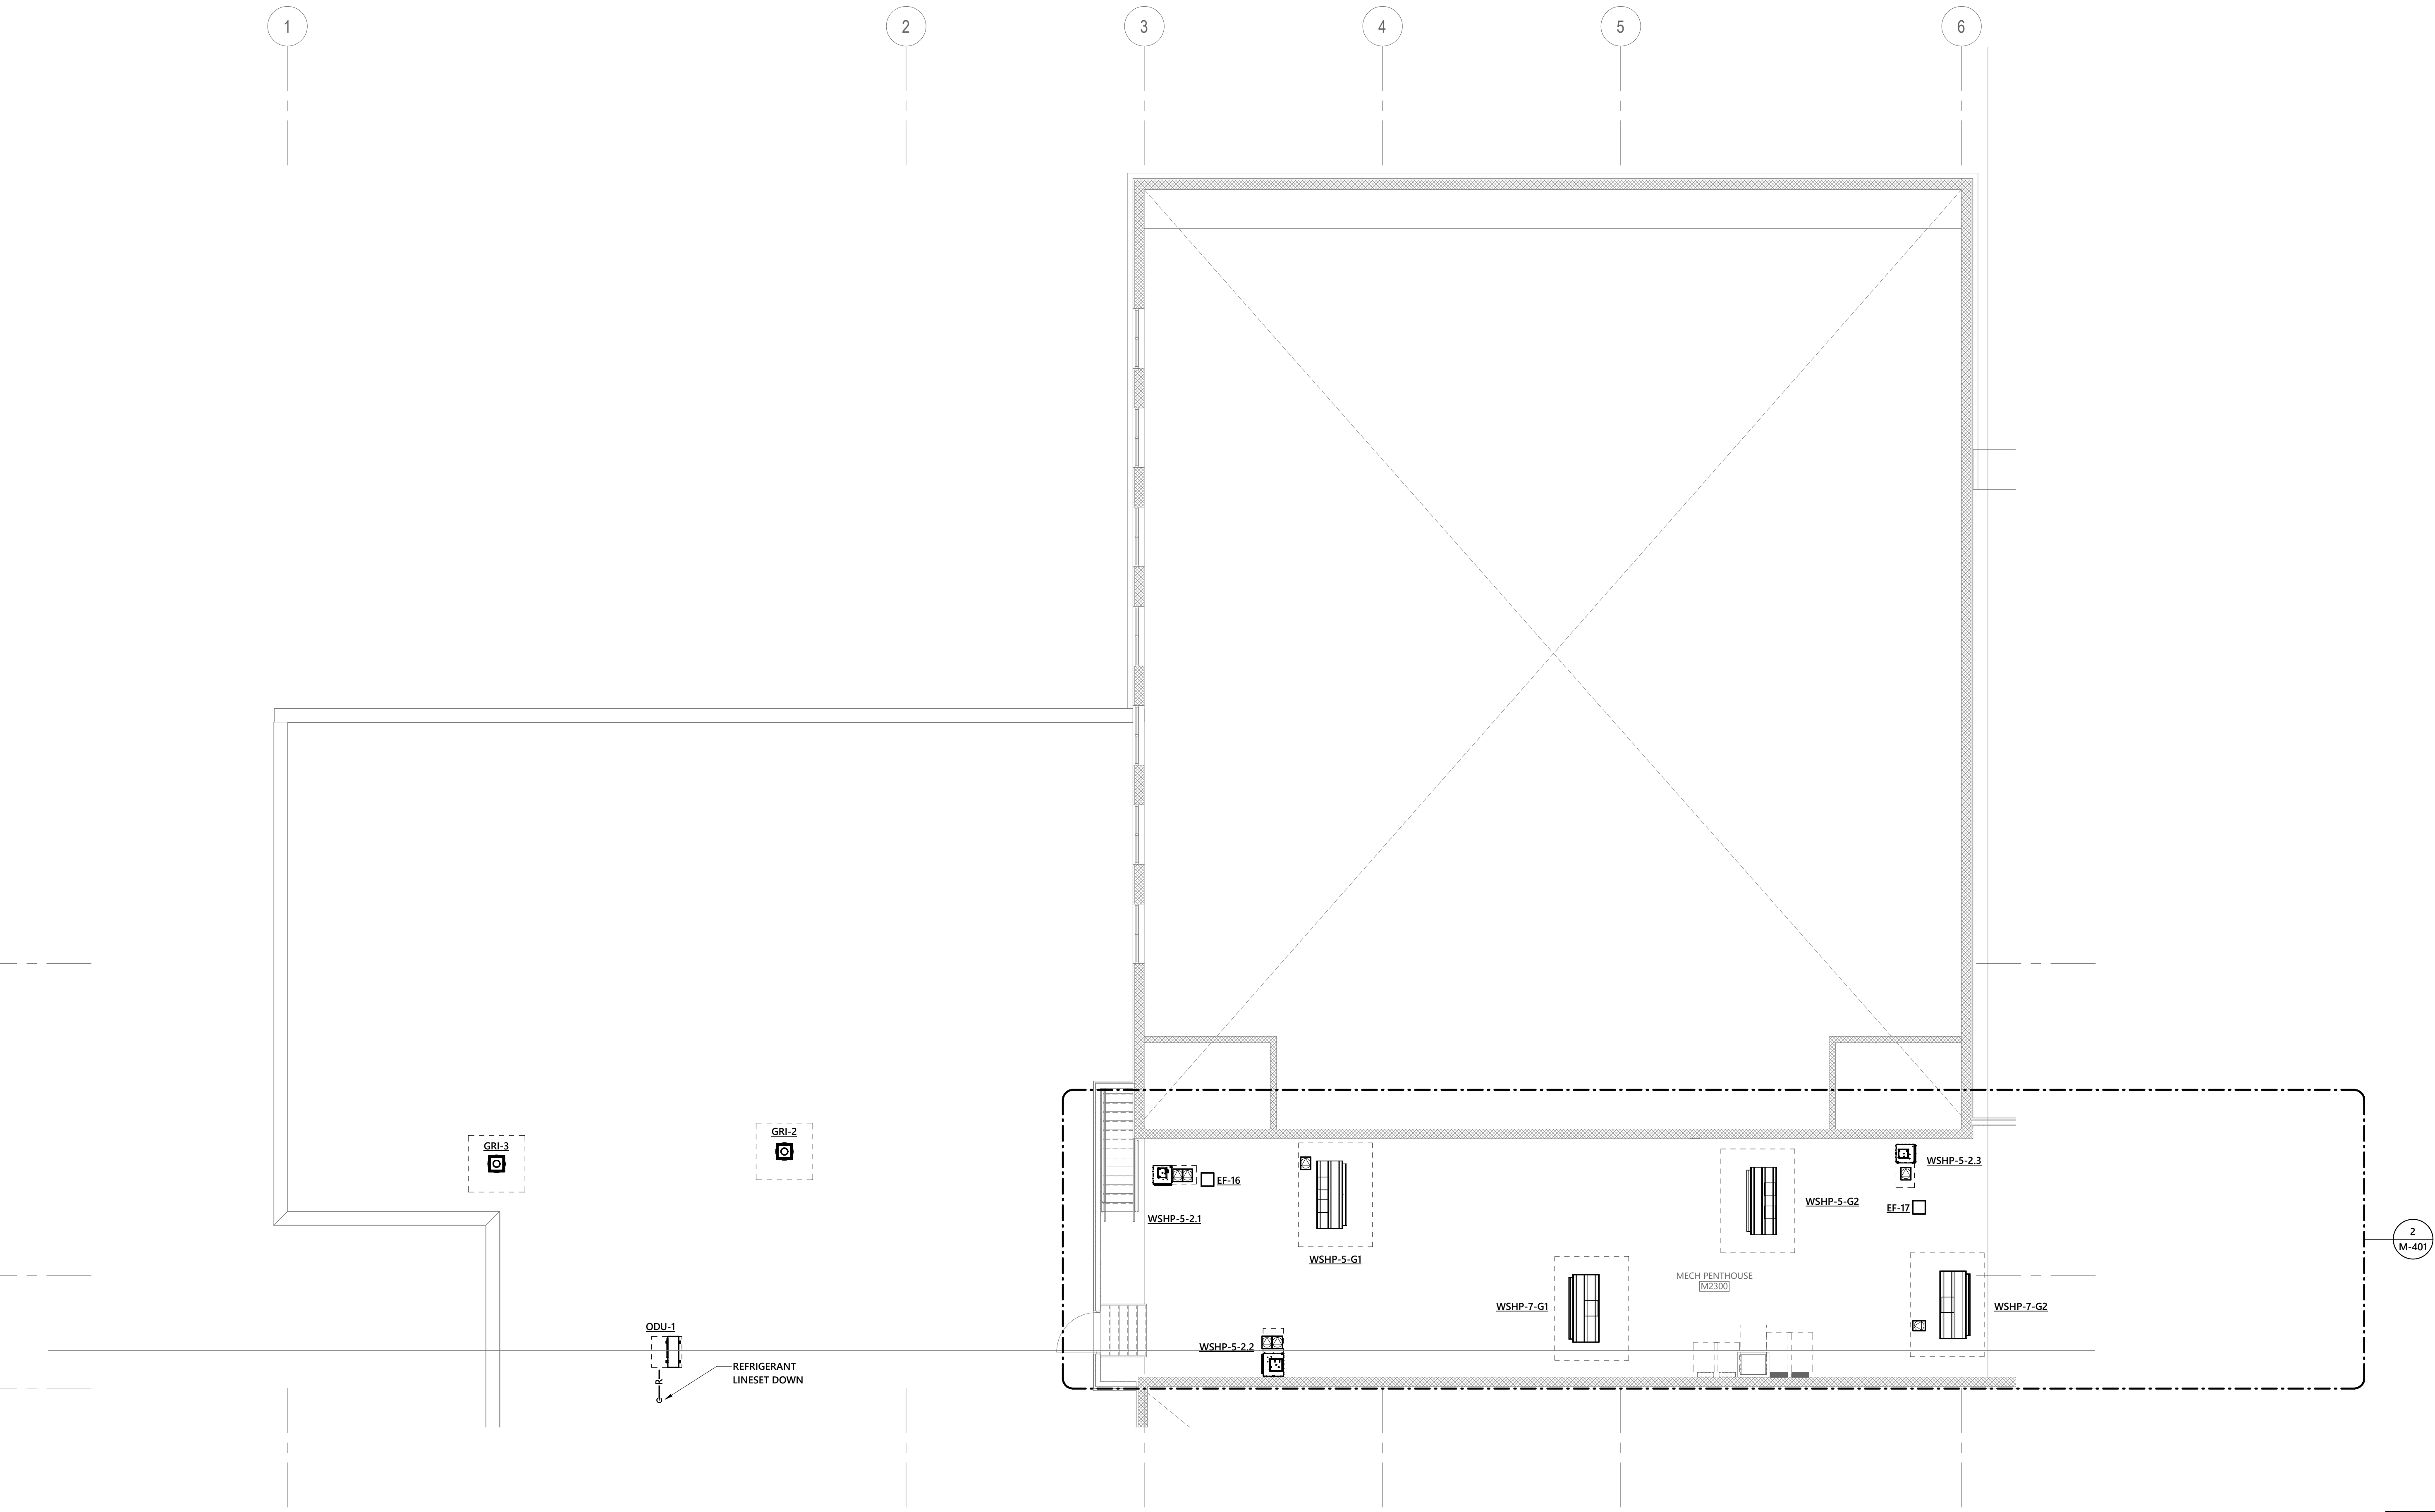 1
2
3
4
5
6
GRI-3
GRI-2
EF-16
WSHP-5-2.1
WSHP-5-G1
WSHP-5-G2
WSHP-5-2.3
EF-17
2
M-401
MECH PENTHOUSE
M2300
WSHP-7-G1
WSHP-7-G2
ODU-1
WSHP-5-2.2
REFRIGERANT
LINESET DOWN
R